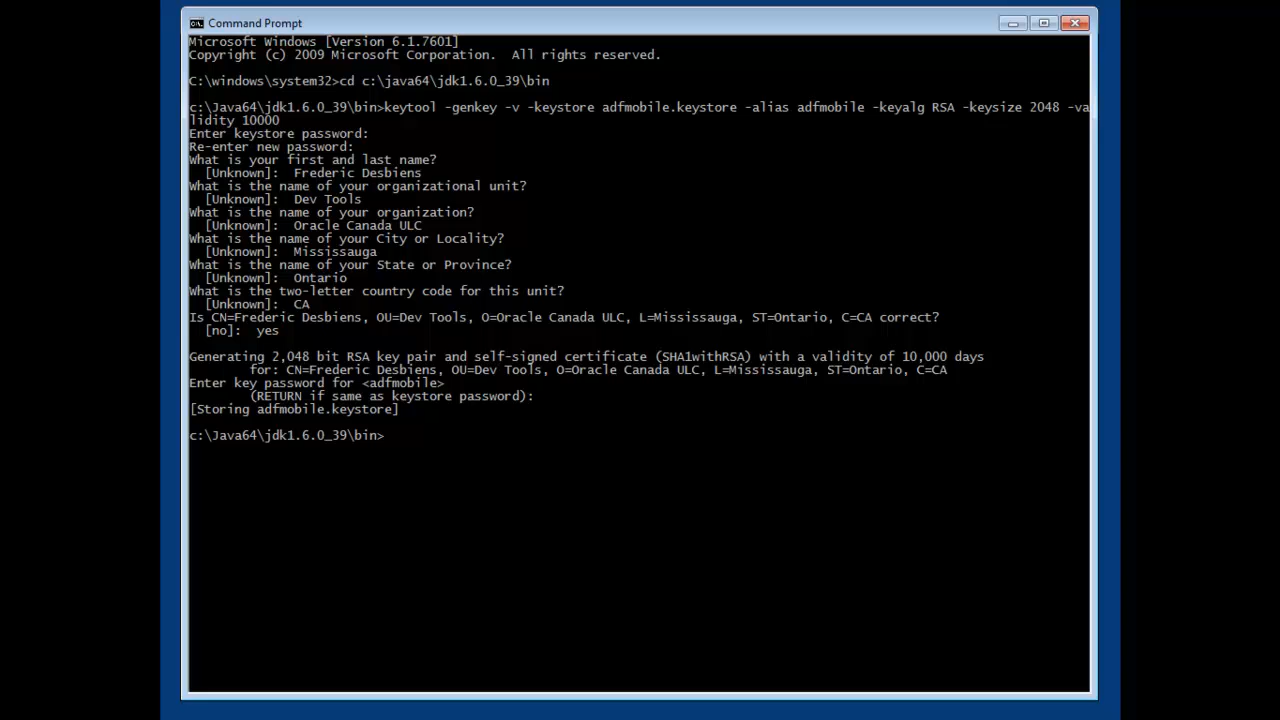 Command Prompt
Microsoft Windows [Version 6.1.7601]
Copyright (c) 2009 Microsoft Corporation.  All rights reserved.
C:\windows\system32>cd c:\java64\jdk1.6.0_39\bin
c:\Java64\jdk1.6.0_39\bin>keytool -genkey -v -keystore adfmobile.keystore -alias adfmobile -keyalg RSA -keysize 2048 -va
lidity 10000
Enter keystore password:
Re-enter new password:
What is your first and last name?
  [Unknown]:  Frederic Desbiens
What is the name of your organizational unit?
  [Unknown]:  Dev Tools
What is the name of your organization?
  [Unknown]:  Oracle Canada ULC
What is the name of your City or Locality?
  [Unknown]:  Mississauga
What is the name of your State or Province?
  [Unknown]:  Ontario
What is the two-letter country code for this unit?
  [Unknown]:  CA
Is CN=Frederic Desbiens, OU=Dev Tools, O=Oracle Canada ULC, L=Mississauga, ST=Ontario, C=CA correct?
  [no]:  yes
Generating 2,048 bit RSA key pair and self-signed certificate (SHA1withRSA) with a validity of 10,000 days
        for: CN=Frederic Desbiens, OU=Dev Tools, O=Oracle Canada ULC, L=Mississauga, ST=Ontario, C=CA
Enter key password for <adfmobile>
        (RETURN if same as keystore password):
[Storing adfmobile.keystore]
c:\Java64\jdk1.6.0_39\bin>